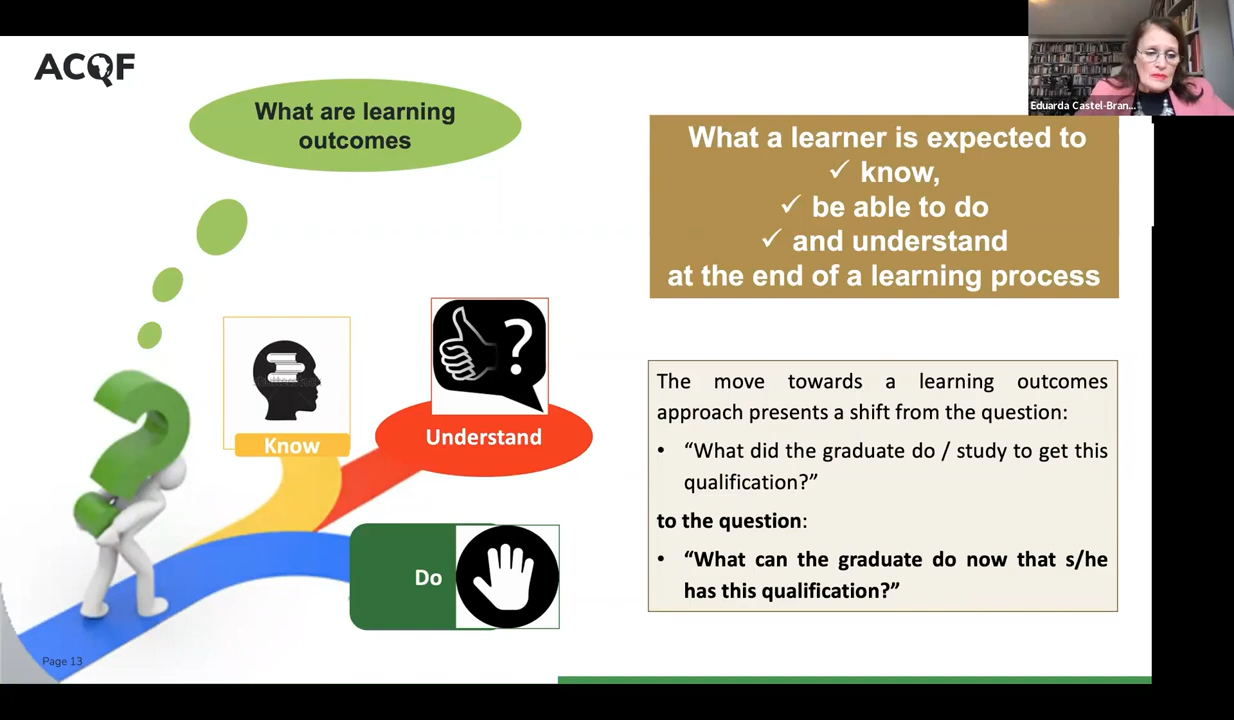 ACQF
Eduarda Castel-Bran...
What are learning
outcomes
What a learner is expected to
✓ know,
✓ be able to do
✓ and understand
at the end of a learning process
?
Know
Understand
Do
The move towards a learning outcomes
approach presents a shift from the question:
• “What did the graduate do / study to get this
qualification?”
to the question:
• “What can the graduate do now that s/he
has this qualification?”
Page 13